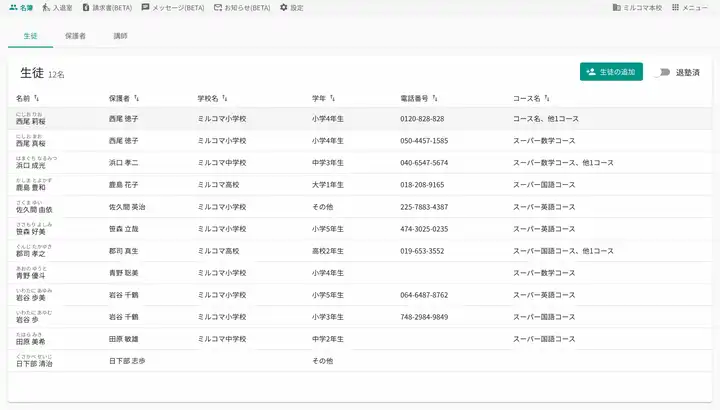 名簿 入退室 請求書(BETA) メッセージ(BETA) お知らせ(BETA) 設定 ミルコマ本校 メニュー
生徒 保護者 講師
生徒 12名 生徒の追加 退塾済
名前 保護者 学校名 学年 電話番号 コース名
にしお りお
西尾 莉桜 西尾 徳子 ミルコマ小学校 小学4年生 0120-828-828 コース名、他1コース
にしお まお
西尾 真桜 西尾 徳子 ミルコマ小学校 小学4年生 050-4457-1585 スーパー数学コース
はまぐち なるみつ
浜口 成光 浜口 孝二 ミルコマ中学校 中学3年生 040-6547-5674 スーパー数学コース、他1コース
かしま とよかず
鹿島 豊和 鹿島 花子 ミルコマ高校 大学1年生 018-208-9165 スーパー国語コース
さくま ゆい
佐久間 由依 佐久間 英治 ミルコマ小学校 その他 225-7883-4387 スーパー英語コース
ささもり よしみ
笹森 好美 笹森 立哉 ミルコマ小学校 小学5年生 474-3025-0235 スーパー英語コース
ぐんじ たかゆき
郡司 孝之 郡司 真生 ミルコマ高校 高校2年生 019-653-3552 スーパー国語コース、他1コース
あおの ゆうと
青野 優斗 青野 聡美 ミルコマ小学校 小学4年生 スーパー数学コース
いわたに あゆみ
岩谷 歩美 岩谷 千鶴 ミルコマ小学校 小学5年生 064-6487-8762 スーパー英語コース
いわたに あゆむ
岩谷 歩 岩谷 千鶴 ミルコマ小学校 小学3年生 748-2984-9849 スーパー国語コース
たはら みき
田原 美希 田原 敏雄 ミルコマ中学校 中学2年生 スーパー国語コース
くさかべ せいじ
日下部 清治 日下部 志歩 その他